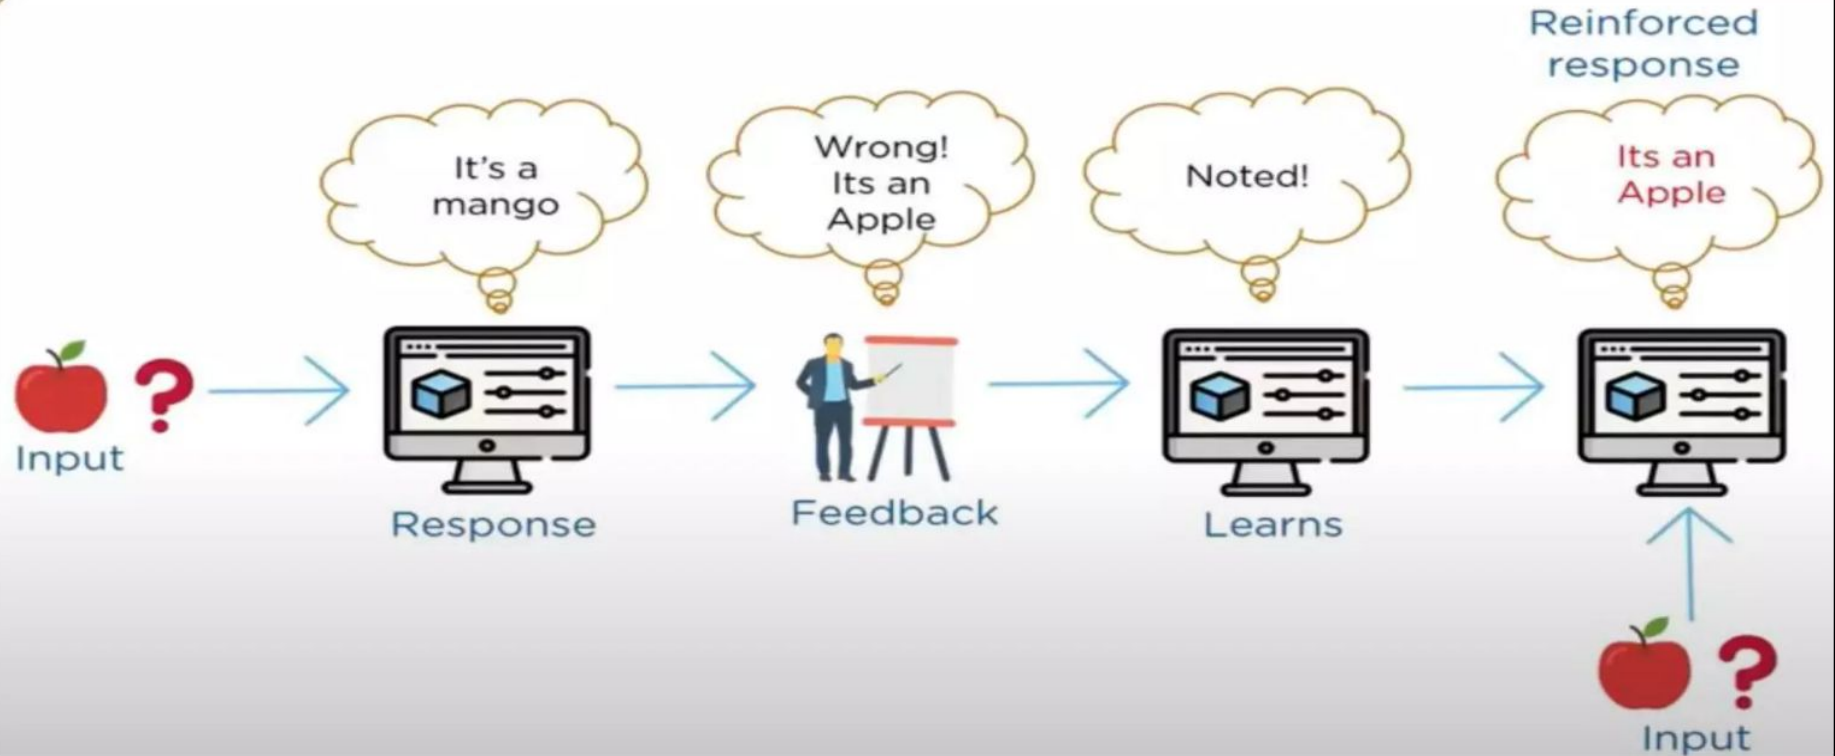 Reinforced
response
It's a
mango
Wrong!
Its an
Apple
Noted!
Its an
Apple
Input
Response
Feedback
Learns
Input